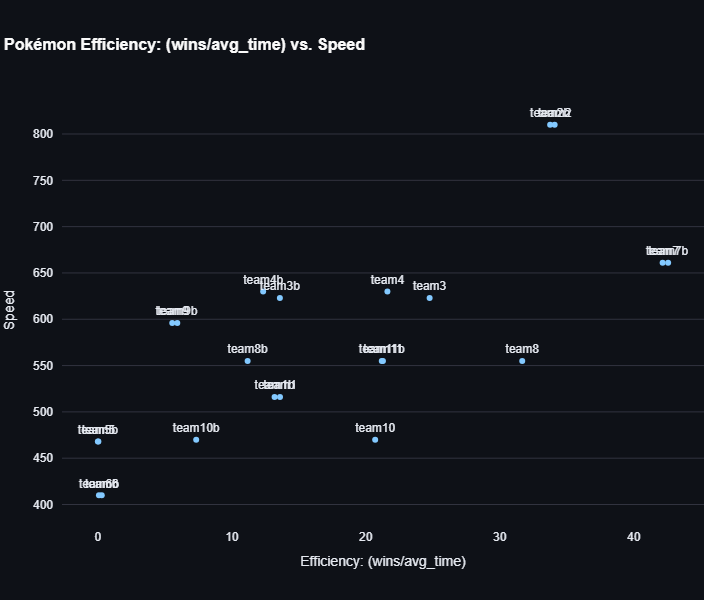 Pokémon Efficiency: (wins/avg_time) vs. Speed
800
750
team7b
700
650
team4b
team4
team3b
team3
600
team8b
team8
550
500
team10b
team10
450
400
0
10
20
30
40
Speed
Efficiency: (wins/avg_time)